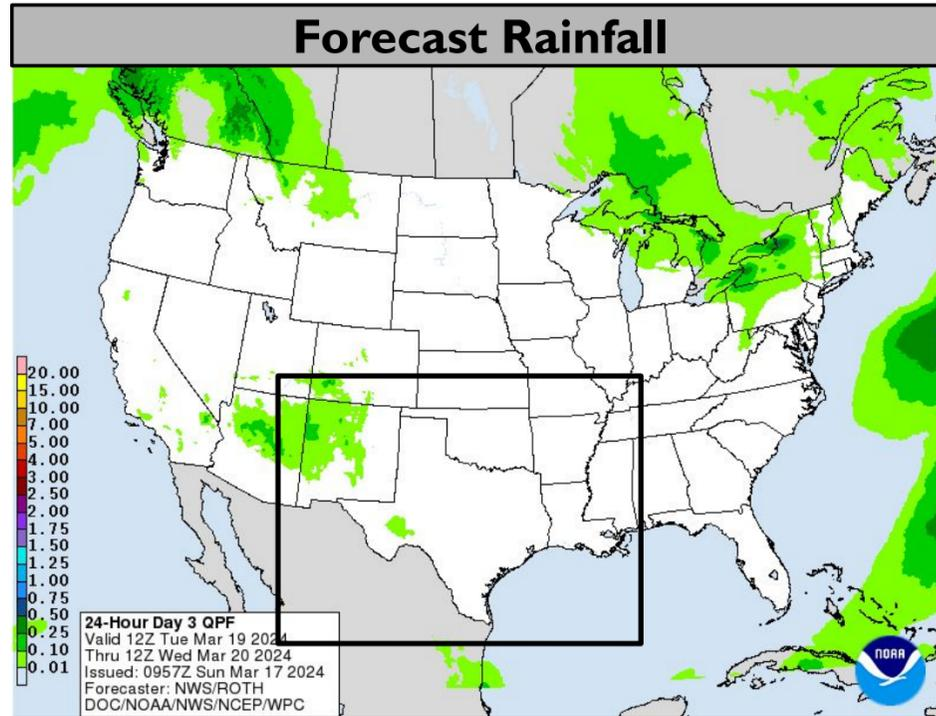 Forecast Rainfall
20.00
15.00
10.00
7.00
5.00
4.00
3.00
2.50
2.00
1.75
1.50
1.25
1.00
0.75
0.50
0.25
0.10
0.01
24-Hour Day 3 QPF
Valid 12Z Tue Mar 19 2024
Thru 12Z Wed Mar 20 2024
Issued: 0957Z Sun Mar 17 2024
Forecaster: NWS/ROTH
DOC/NOAA/NWS/NCEP/WPC
NOAA